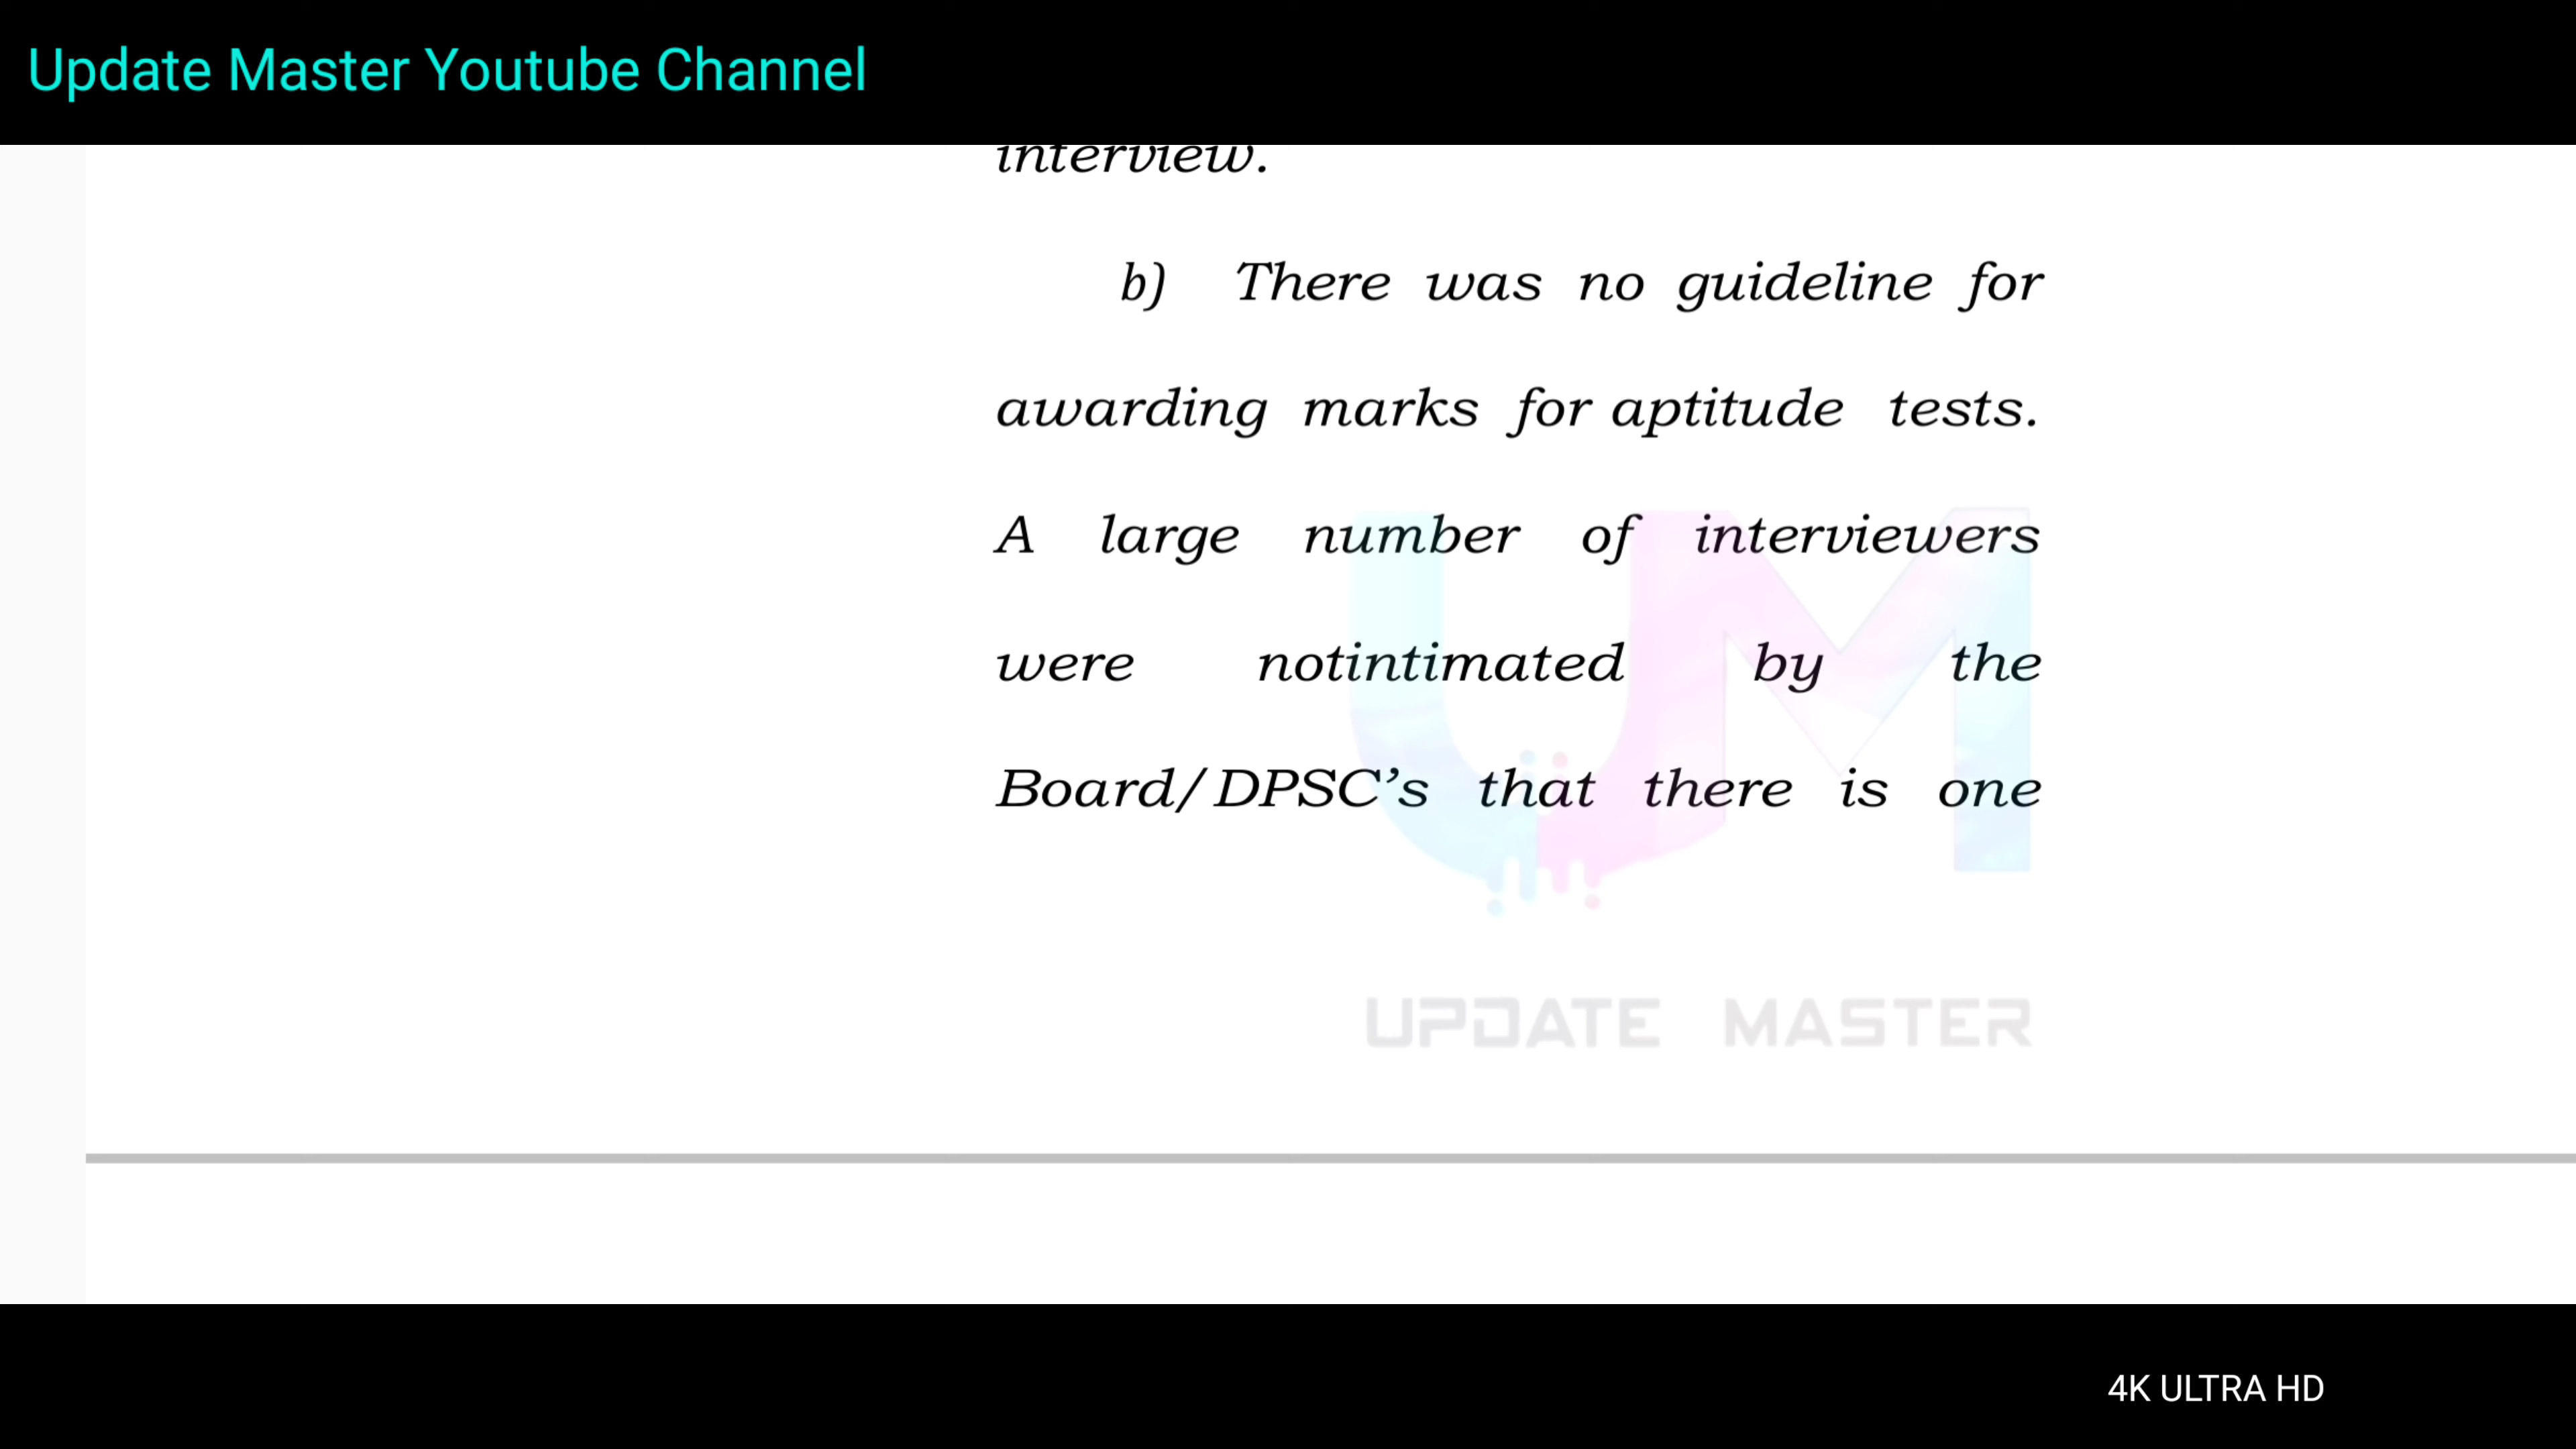 Update Master Youtube Channel
interview.
b) There was no guideline for
awarding marks for aptitude tests.
A large number of interviewers
were notintimated by the
Board/DPSC’s that there is one
UM
UPDATE MASTER
4K ULTRA HD